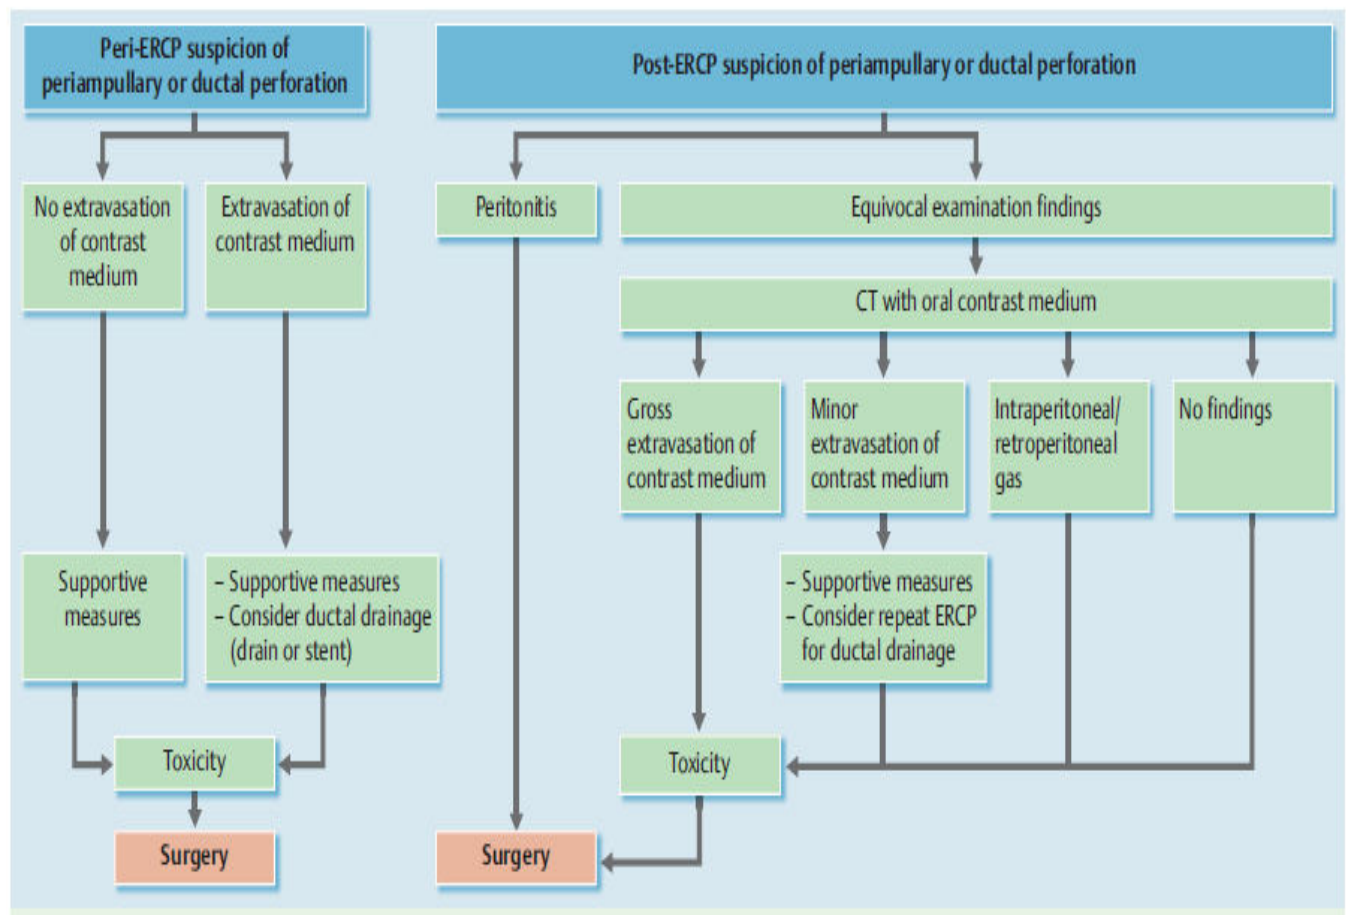 Peri-ERCP suspicion of
periampullary or ductal perforation
No extravasation
of contrast
medium
Extravasation of
contrast medium
Supportive
measures
– Supportive measures
– Consider ductal drainage
(drain or stent)
Toxicity
Surgery
Post-ERCP suspicion of periampullary or ductal perforation
Peritonitis
Equivocal examination findings
CT with oral contrast medium
Gross
extravasation of
contrast medium
Minor
extravasation of
contrast medium
Intraperitoneal/
retroperitoneal
gas
No findings
– Supportive measures
– Consider repeat ERCP
for ductal drainage
Toxicity
Surgery